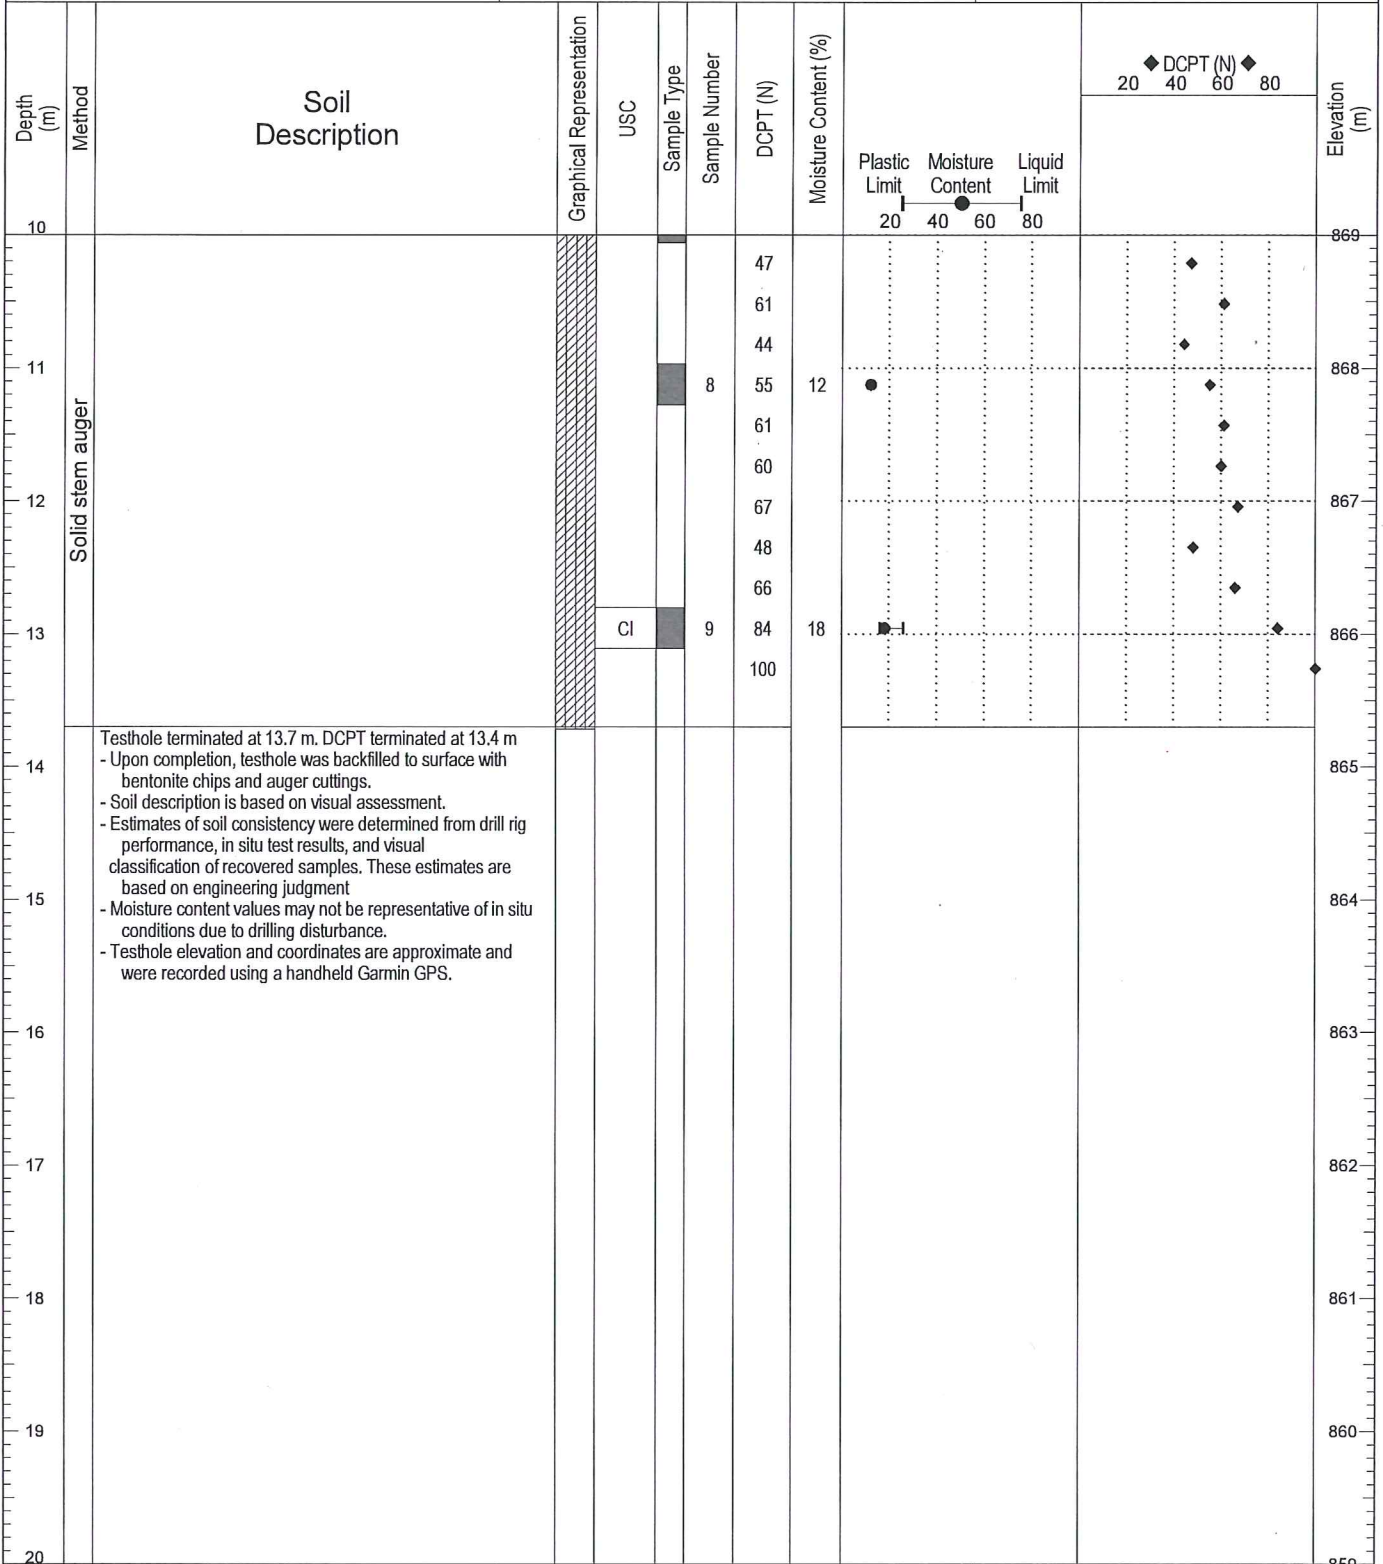 Depth
(m)
Method
Soil
Description
Graphical Representation
USC
Sample Type
Sample Number
DCPT (N)
Moisture Content (%)
Plastic Moisture Liquid
Limit Content Limit
20 40 60 80
◆ DCPT (N) ◆
20 40 60 80
Elevation
(m)
10 869
47
61
44
11 868
8 55 12
61
60
12 867
67
48
66
Solid stem auger
CI 9 84 18
13 866
100
Testhole terminated at 13.7 m. DCPT terminated at 13.4 m
- Upon completion, testhole was backfilled to surface with
bentonite chips and auger cuttings.
- Soil description is based on visual assessment.
- Estimates of soil consistency were determined from drill rig
performance, in situ test results, and visual
classification of recovered samples. These estimates are
based on engineering judgment
- Moisture content values may not be representative of in situ
conditions due to drilling disturbance.
- Testhole elevation and coordinates are approximate and
were recorded using a handheld Garmin GPS.
14 865
15 864
16 863
17 862
18 861
19 860
20 859